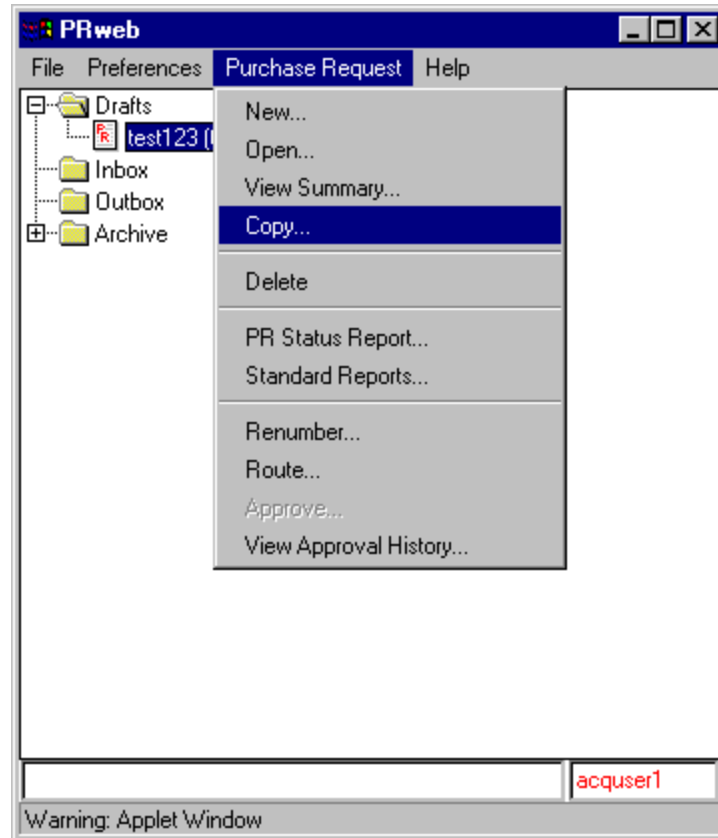 PRweb
File Preferences Purchase Request Help
Drafts
test123
Inbox
Outbox
Archive
New...
Open...
View Summary...
Copy...
Delete
PR Status Report...
Standard Reports...
Renumber...
Route...
Approve...
View Approval History...
acquser1
Warning: Applet Window